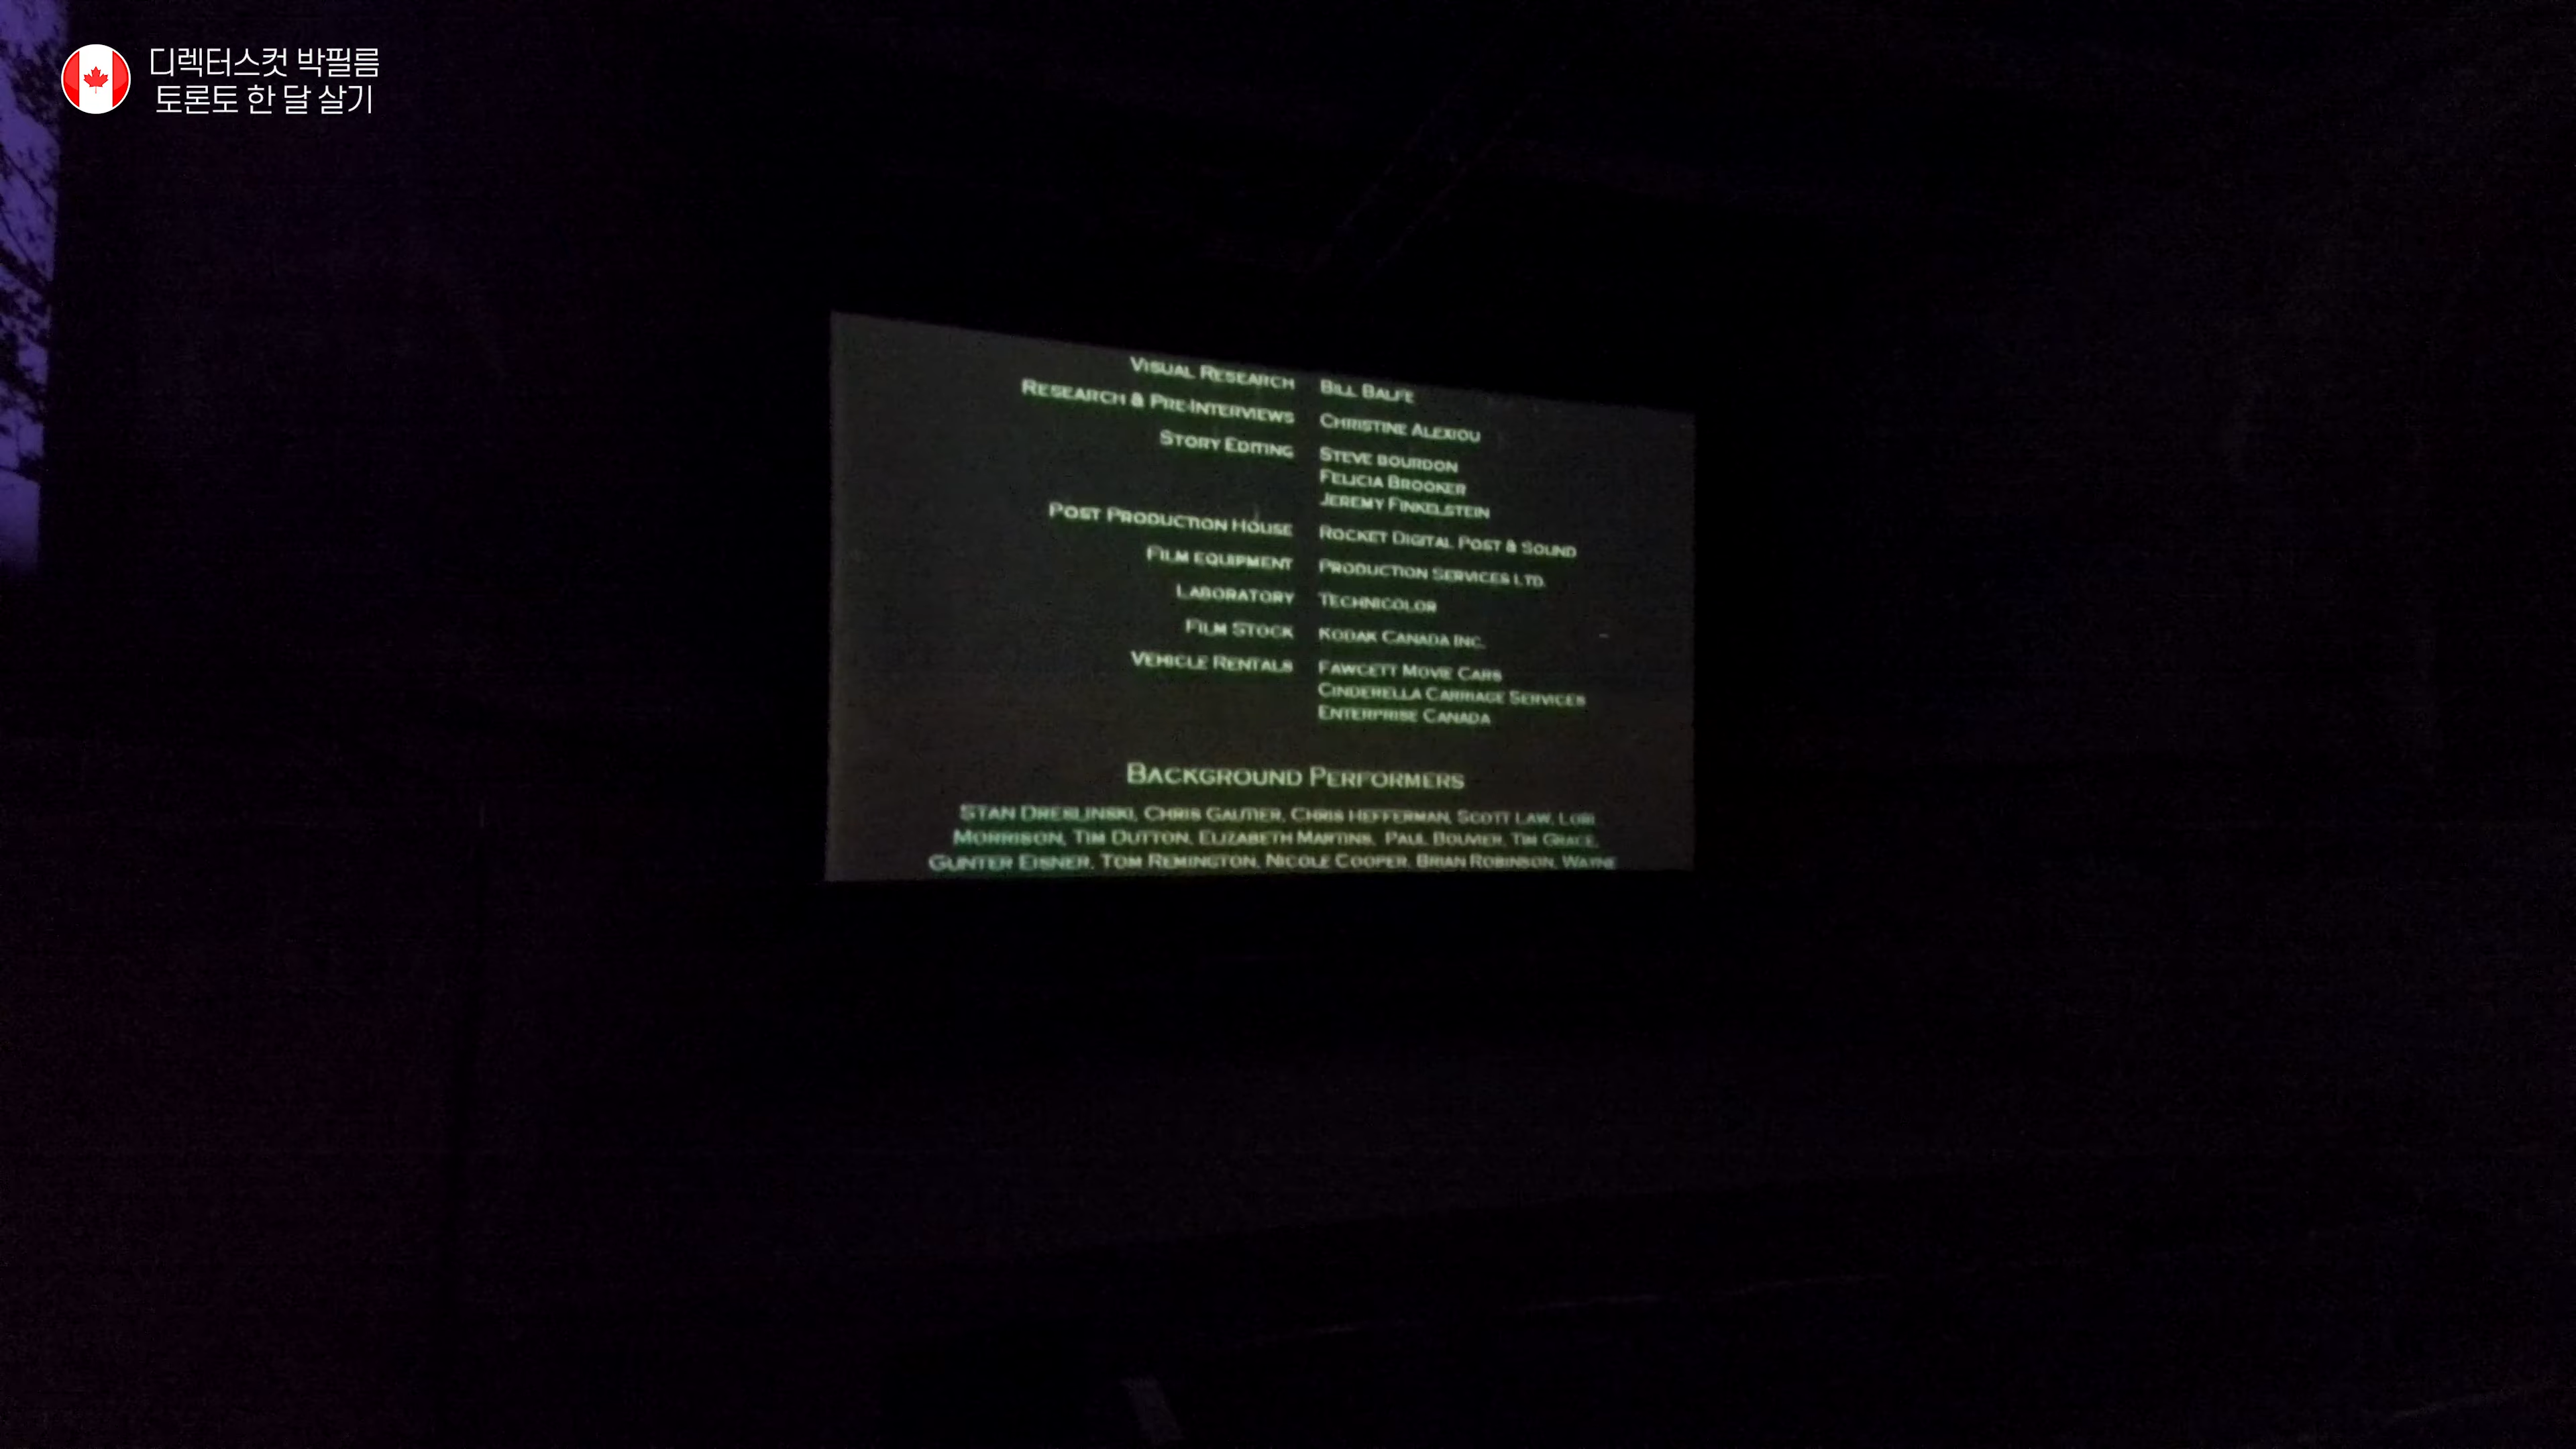 디렉터스컷 박필름
토론토 한 달 살기
VISUAL RESEARCH BILL BALFE
RESEARCH & PRE-INTERVIEWS CHRISTINE ALEXIOU
STORY EDITING STEVE BOURDON
FELICIA BROOKER
JEREMY FINKELSTEIN
POST PRODUCTION HOUSE ROCKET DIGITAL POST & SOUND
FILM EQUIPMENT PRODUCTION SERVICES LTD.
LABORATORY TECHNICOLOR
FILM STOCK KODAK CANADA INC.
VEHICLE RENTALS FAWCETT MOVIE CARS
CINDERELLA CARRIAGE SERVICES
ENTERPRISE CANADA
BACKGROUND PERFORMERS
STAN DRESLINSKI, CHRIS GAUTIER, CHRIS HEFFERMAN, SCOTT LAW, LORI
MORRISON, TIM DUTTON, ELIZABETH MARTINS, PAUL BOUVIER, TIM GRACE,
GUNTER EISNER, TOM REMINGTON, NICOLE COOPER, BRIAN ROBINSON, WAYNE